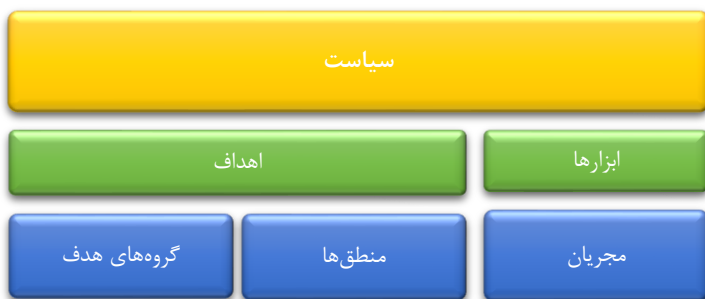 سیاست
ابزارها
اهداف
مجریان
منطق‌ها
گروه‌های هدف